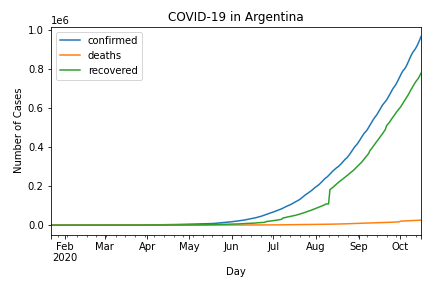 COVID-19 in Argentina
1e6
1.0
0.8
0.6
0.4
0.2
0.0
Number of Cases
confirmed
deaths
recovered
Feb Mar Apr May Jun Jul Aug Sep Oct
2020
Day